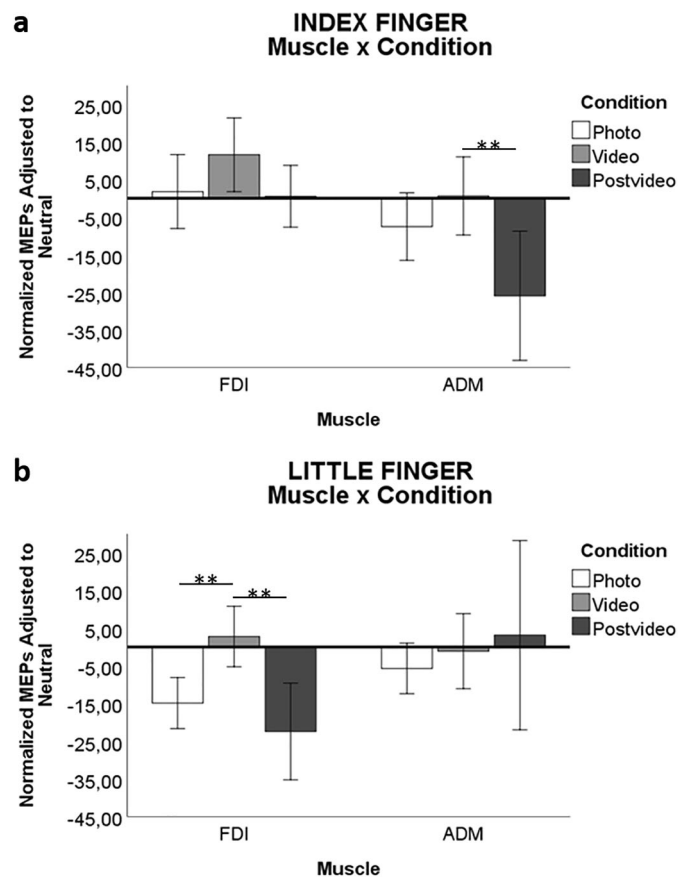 a
INDEX FINGER
Muscle x Condition
Normalized MEPs Adjusted to
Neutral
25,00
15,00
5,00
-5,00
-15,00
-25,00
-35,00
-45,00
**
Condition
Photo
Video
Postvideo
FDI
ADM
Muscle
b
LITTLE FINGER
Muscle x Condition
Normalized MEPs Adjusted to
Neutral
25,00
15,00
5,00
-5,00
-15,00
-25,00
-35,00
-45,00
**
**
Condition
Photo
Video
Postvideo
FDI
ADM
Muscle